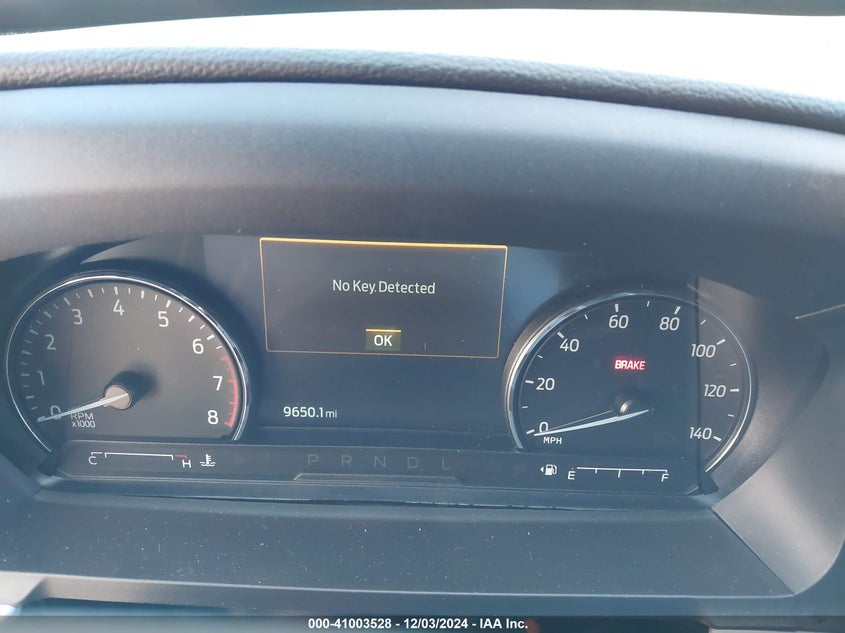 No Key Detected
OK
9650.1 mi
0 1 2 3 4 5 6 7 8
RPM
x1000
0 20 40 60 80 100 120 140
MPH
BRAKE
C H
P R N D L
E F
000-41003528 - 12/03/2024 - IAA Inc.